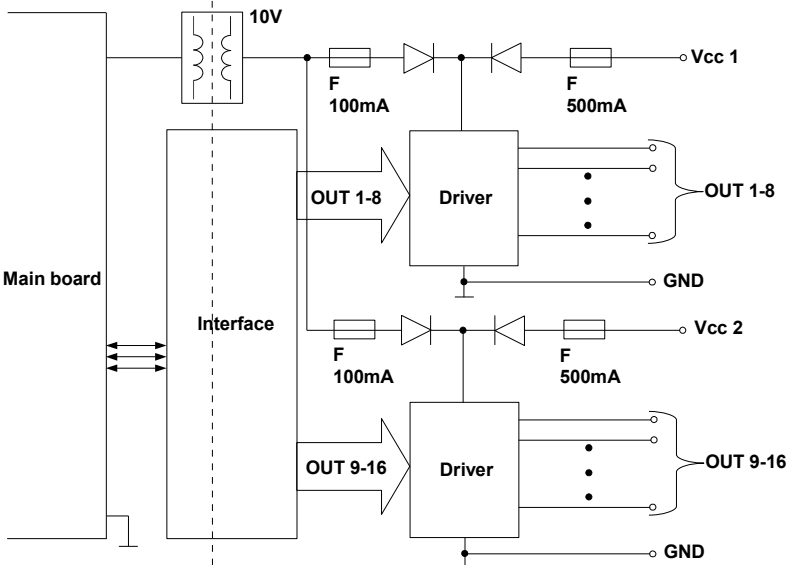 10V
Vcc 1
F
100mA
F
500mA
OUT 1-8
Driver
OUT 1-8
Main board
GND
Interface
Vcc 2
F
100mA
F
500mA
OUT 9-16
Driver
OUT 9-16
GND